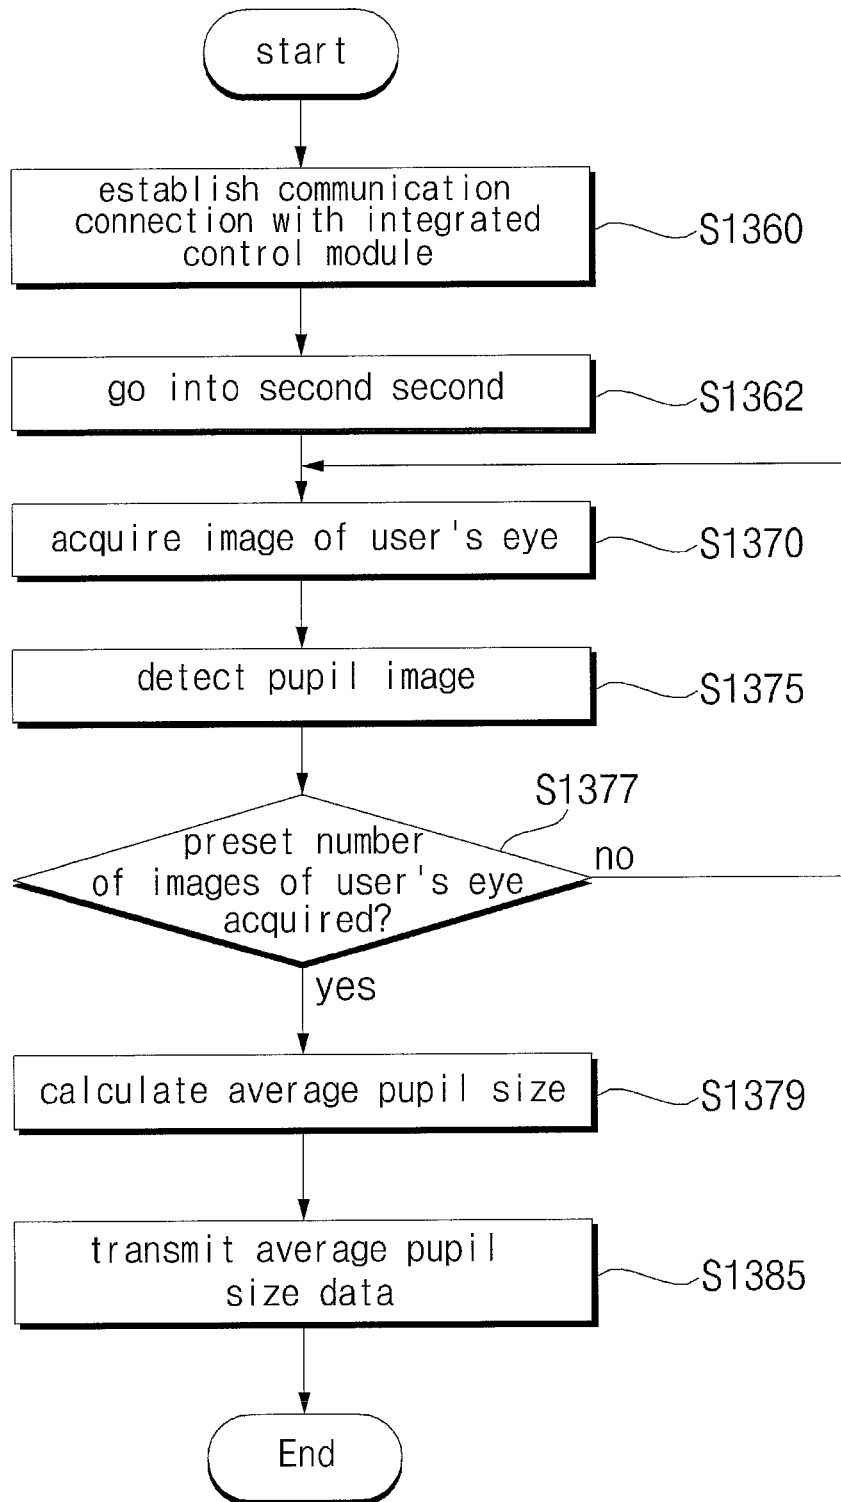 start
establish communication
connection with integrated
control module
S1360
go into second second
S1362
acquire image of user's eye
S1370
detect pupil image
S1375
S1377
preset number
of images of user's eye
acquired?
no
yes
calculate average pupil size
S1379
transmit average pupil
size data
S1385
End